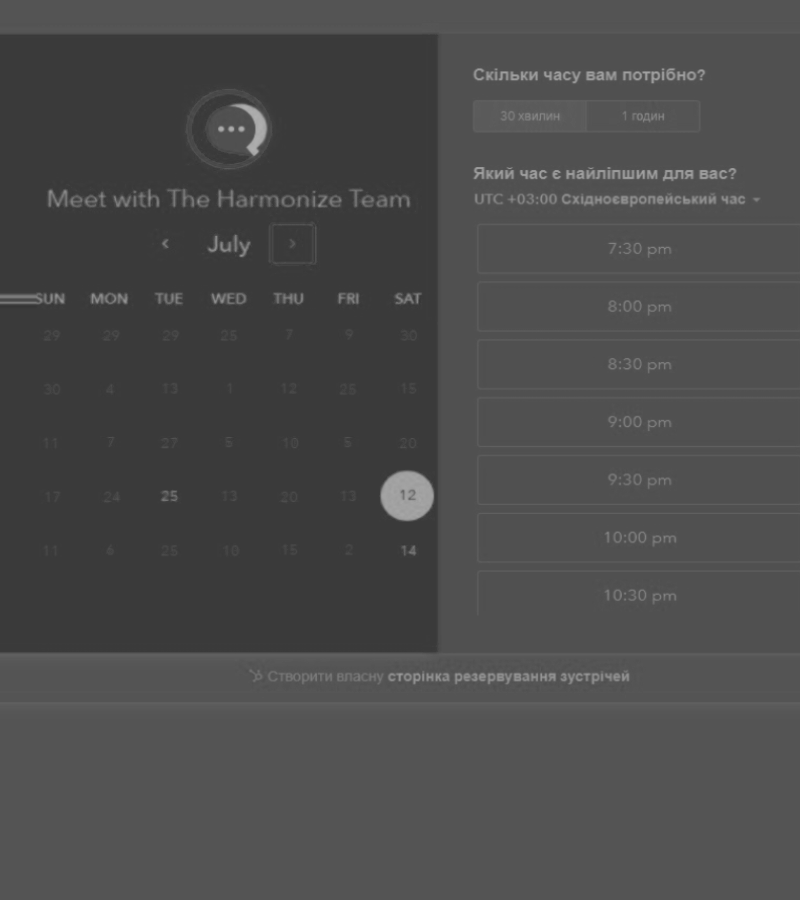 Meet with The Harmonize Team
July
SUN MON TUE WED THU FRI SAT
29 29 29 25 7 9 30
30 4 13 1 12 25 15
11 7 27 5 10 5 20
17 24 25 13 20 13 12
11 6 25 10 15 2 14
Скільки часу вам потрібно?
30 хвилин 1 годин
Який час є найліпшим для вас?
UTC +03:00 Східноєвропейський час
7:30 pm
8:00 pm
8:30 pm
9:00 pm
9:30 pm
10:00 pm
10:30 pm
Створити власну сторінка резервування зустрічей